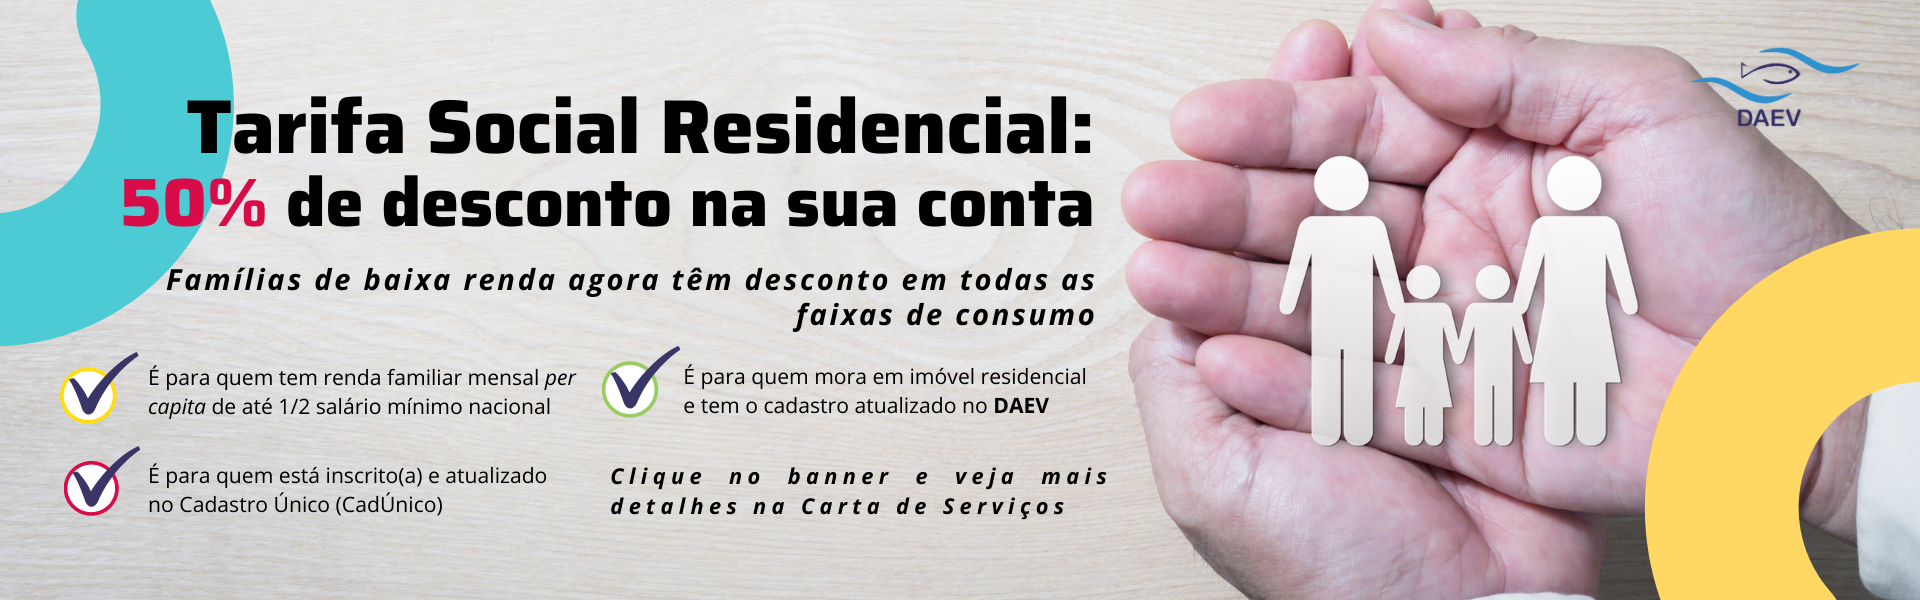 Tarifa Social Residencial:
50% de desconto na sua conta
Famílias de baixa renda agora têm desconto em todas as
faixas de consumo
É para quem tem renda familiar mensal per
capita de até 1/2 salário mínimo nacional
É para quem mora em imóvel residencial
e tem o cadastro atualizado no DAEV
É para quem está inscrito(a) e atualizado
no Cadastro Único (CadÚnico)
Clique no banner e veja mais
detalhes na Carta de Serviços
DAEV